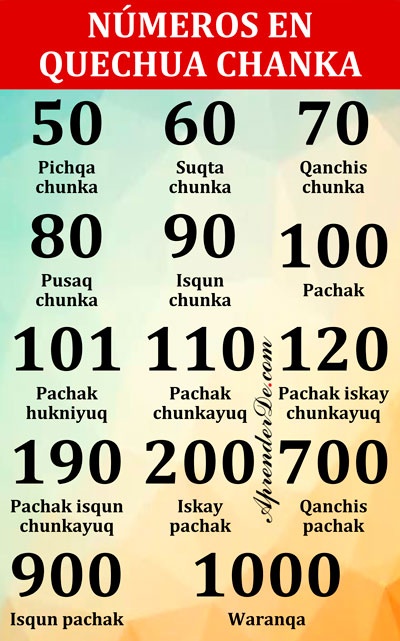 NÚMEROS EN
QUECHUA CHANKA
50
Pichqa
chunka
60
Suqta
chunka
70
Qanchis
chunka
80
Pusaq
chunka
90
Isqun
chunka
100
Pachak
101
Pachak
hukniyuq
110
Pachak
chunkayuq
120
Pachak iskay
chunkayuq
190
Pachak isqun
chunkayuq
200
Iskay
pachak
700
Qanchis
pachak
900
Isqun pachak
1000
Waranqa
AprenderDe.com